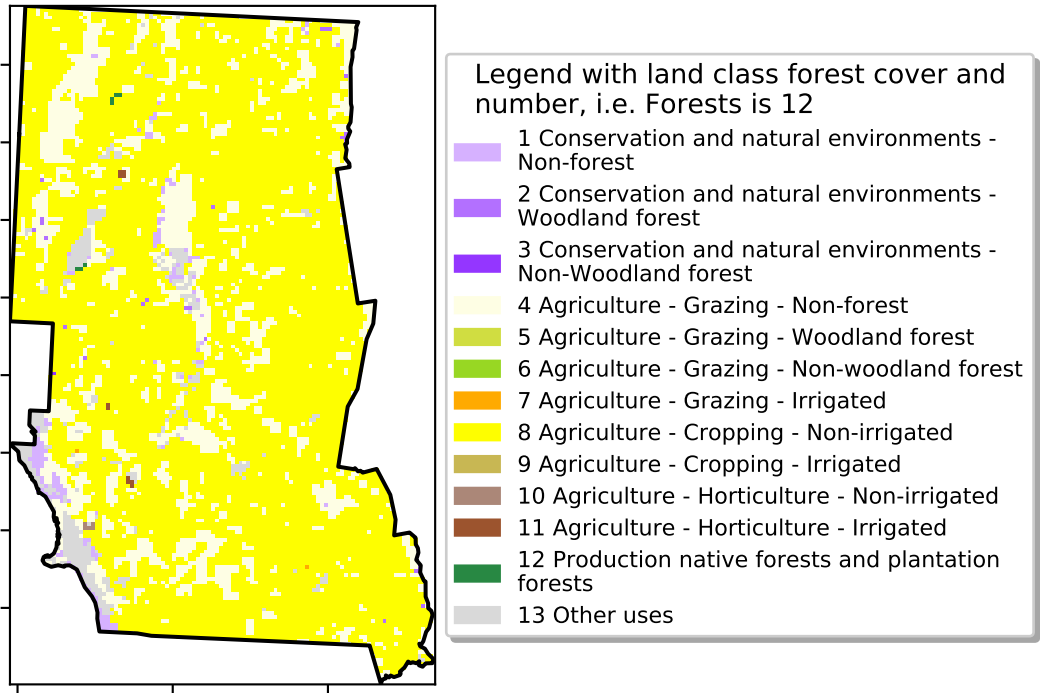 Legend with land class forest cover and
number, i.e. Forests is 12
1 Conservation and natural environments -
Non-forest
2 Conservation and natural environments -
Woodland forest
3 Conservation and natural environments -
Non-Woodland forest
4 Agriculture - Grazing - Non-forest
5 Agriculture - Grazing - Woodland forest
6 Agriculture - Grazing - Non-woodland forest
7 Agriculture - Grazing - Irrigated
8 Agriculture - Cropping - Non-irrigated
9 Agriculture - Cropping - Irrigated
10 Agriculture - Horticulture - Non-irrigated
11 Agriculture - Horticulture - Irrigated
12 Production native forests and plantation
forests
13 Other uses